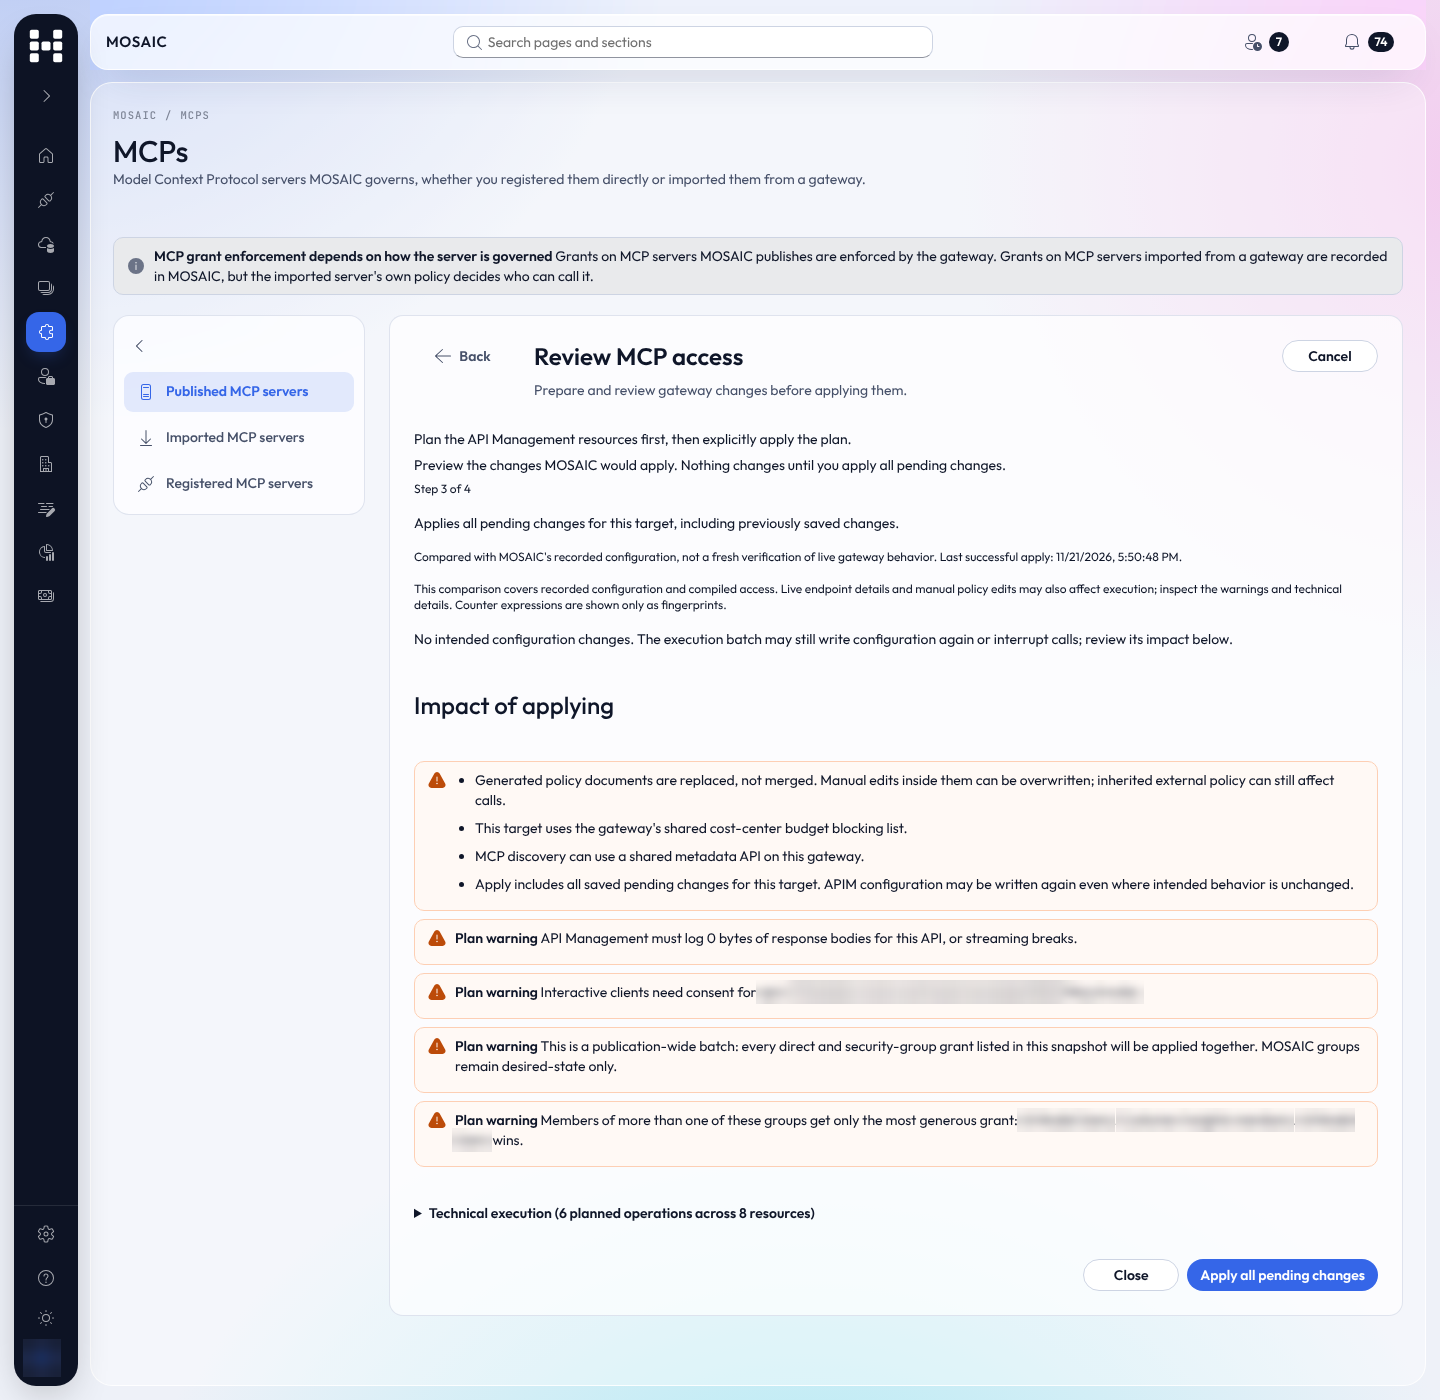 MOSAIC
Search pages and sections
7
74
MOSAIC / MCPS
MCPs
Model Context Protocol servers MOSAIC governs, whether you registered them directly or imported them from a gateway.
MCP grant enforcement depends on how the server is governed Grants on MCP servers MOSAIC publishes are enforced by the gateway. Grants on MCP servers imported from a gateway are recorded
in MOSAIC, but the imported server's own policy decides who can call it.
Published MCP servers
Imported MCP servers
Registered MCP servers
Back
Review MCP access
Cancel
Prepare and review gateway changes before applying them.
Plan the API Management resources first, then explicitly apply the plan.
Preview the changes MOSAIC would apply. Nothing changes until you apply all pending changes.
Step 3 of 4
Applies all pending changes for this target, including previously saved changes.
Compared with MOSAIC's recorded configuration, not a fresh verification of live gateway behavior. Last successful apply: 11/21/2026, 5:50:48 PM.
This comparison covers recorded configuration and compiled access. Live endpoint details and manual policy edits may also affect execution; inspect the warnings and technical
details. Counter expressions are shown only as fingerprints.
No intended configuration changes. The execution batch may still write configuration again or interrupt calls; review its impact below.
Impact of applying
• Generated policy documents are replaced, not merged. Manual edits inside them can be overwritten; inherited external policy can still affect
calls.
• This target uses the gateway's shared cost-center budget blocking list.
• MCP discovery can use a shared metadata API on this gateway.
• Apply includes all saved pending changes for this target. APIM configuration may be written again even where intended behavior is unchanged.
Plan warning API Management must log 0 bytes of response bodies for this API, or streaming breaks.
Plan warning Interactive clients need consent for
Plan warning This is a publication-wide batch: every direct and security-group grant listed in this snapshot will be applied together. MOSAIC groups
remain desired-state only.
Plan warning Members of more than one of these groups get only the most generous grant:
wins.
Technical execution (6 planned operations across 8 resources)
Close
Apply all pending changes